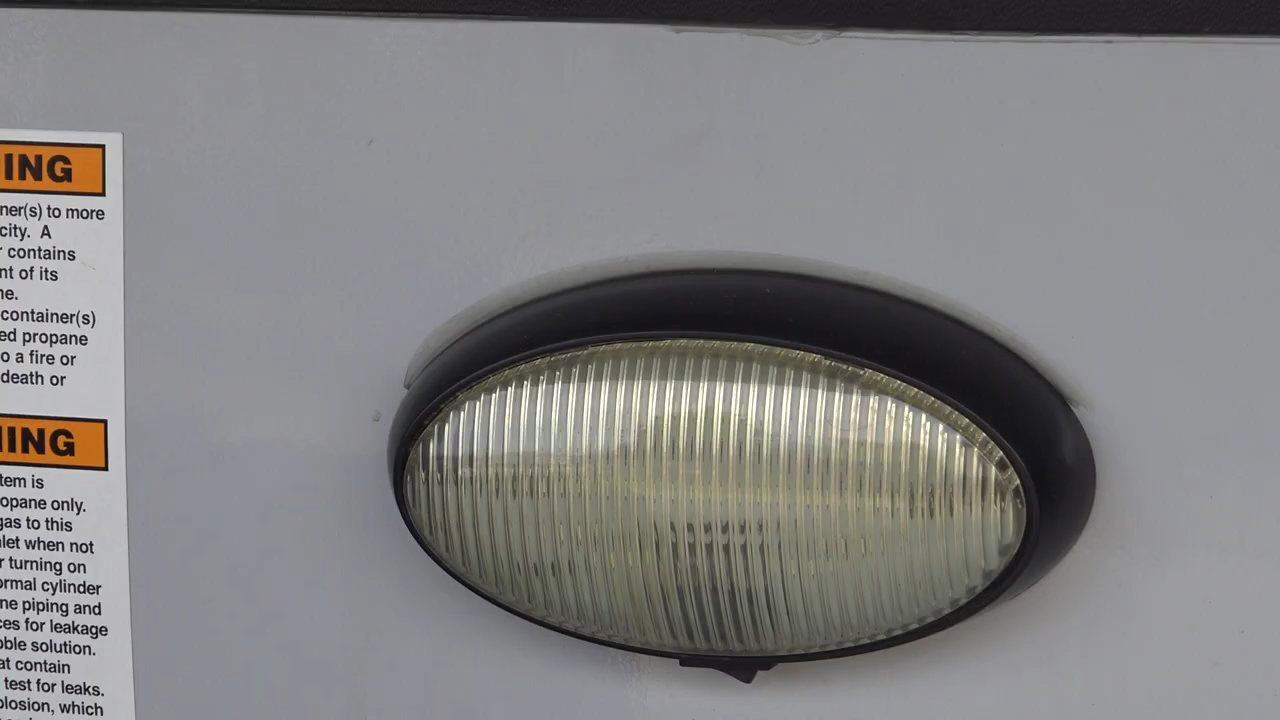 ING
ner(s) to more
city. A
r contains
nt of its
ne.
container(s)
ed propane
o a fire or
death or
ING
tem is
opane only.
gas to this
let when not
r turning on
ormal cylinder
ne piping and
ces for leakage
bble solution.
at contain
test for leaks.
plosion, which